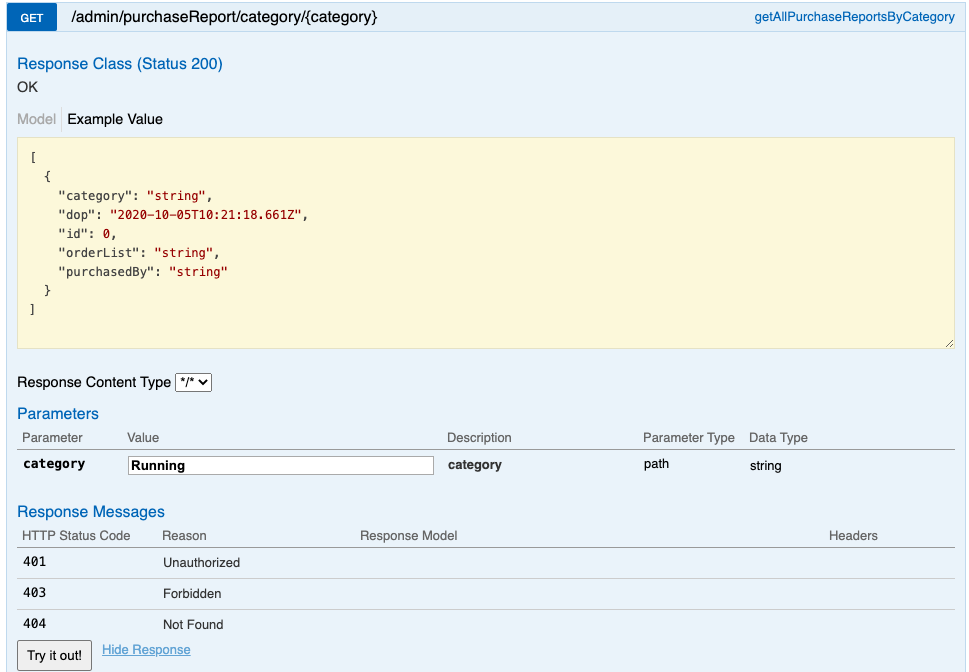 GET /admin/purchaseReport/category/{category} getAllPurchaseReportsByCategory
Response Class (Status 200)
OK
Model Example Value
[
{
"category": "string",
"dop": "2020-10-05T10:21:18.661Z",
"id": 0,
"orderList": "string",
"purchasedBy": "string"
}
]
Response Content Type */*
Parameters
Parameter Value Description Parameter Type Data Type
category Running category path string
Response Messages
HTTP Status Code Reason Response Model Headers
401 Unauthorized
403 Forbidden
404 Not Found
Try it out! Hide Response